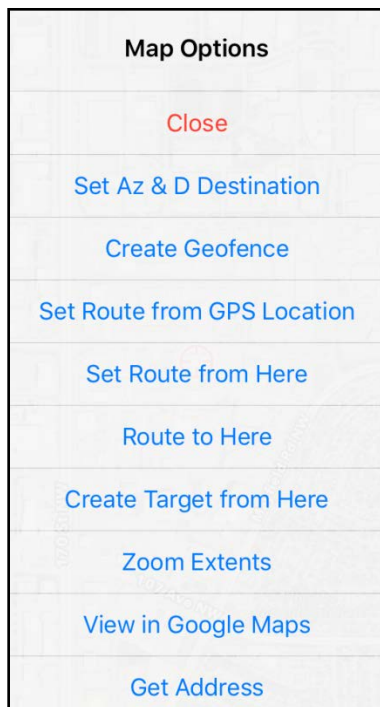 Map Options
Close
Set Az & D Destination
Create Geofence
Set Route from GPS Location
Set Route from Here
Route to Here
Create Target from Here
Zoom Extents
View in Google Maps
Get Address